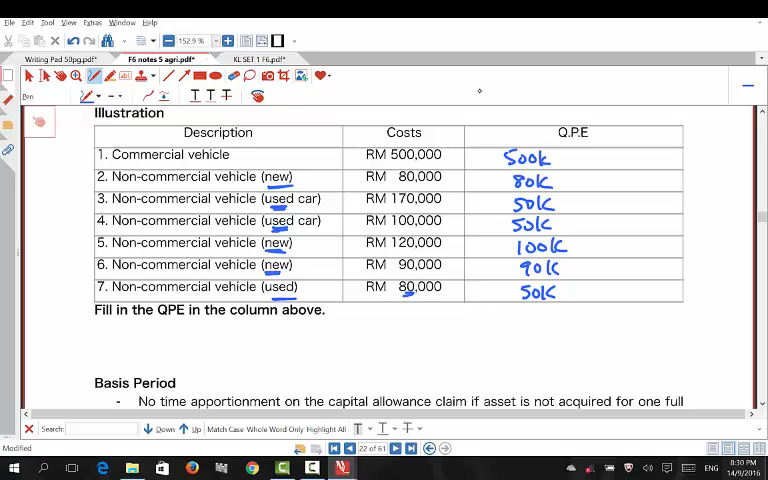 File Edit Tool View Extras Window Help
152.9%
Writing Pad 50pg.pdf* F6 notes 5 agri.pdf* KL SET 1 F6.pdf*
Pen
Illustration
Description Costs Q.P.E
1. Commercial vehicle RM 500,000 500K
2. Non-commercial vehicle (new) RM 80,000 80K
3. Non-commercial vehicle (used car) RM 170,000 50K
4. Non-commercial vehicle (used car) RM 100,000 50K
5. Non-commercial vehicle (new) RM 120,000 100K
6. Non-commercial vehicle (new) RM 90,000 90K
7. Non-commercial vehicle (used) RM 80,000 50K
Fill in the QPE in the column above.
Basis Period
- No time apportionment on the capital allowance claim if asset is not acquired for one full
Search: Down Up Match Case Whole Word Only Highlight All T T T
Modified 22 of 61
ENG 8:30 PM
14/9/2016